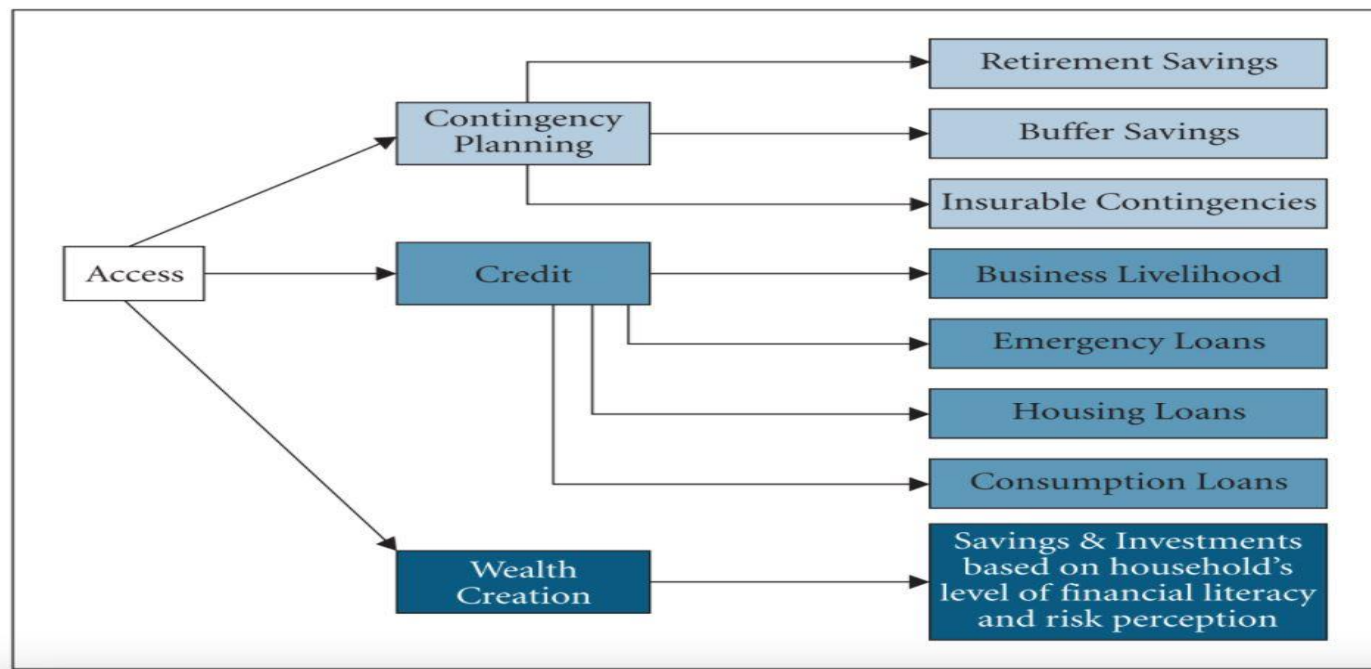 Retirement Savings
Contingency
Planning
Buffer Savings
Insurable Contingencies
Access
Credit
Business Livelihood
Emergency Loans
Housing Loans
Consumption Loans
Wealth
Creation
Savings & Investments
based on household's
level of financial literacy
and risk perception